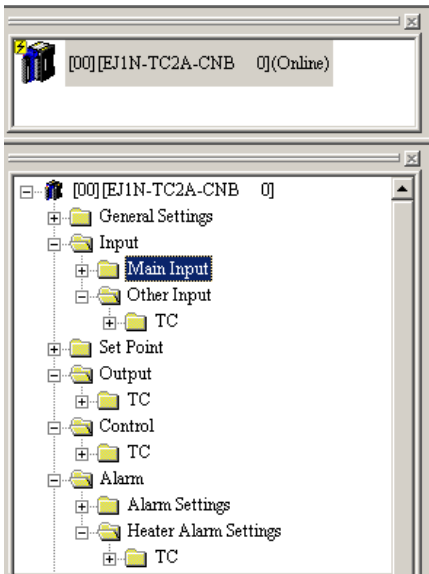 [00][EJ1N-TC2A-CNB 0](Online)
[00][EJ1N-TC2A-CNB 0]
General Settings
Input
Main Input
Other Input
TC
Set Point
Output
TC
Control
TC
Alarm
Alarm Settings
Heater Alarm Settings
TC